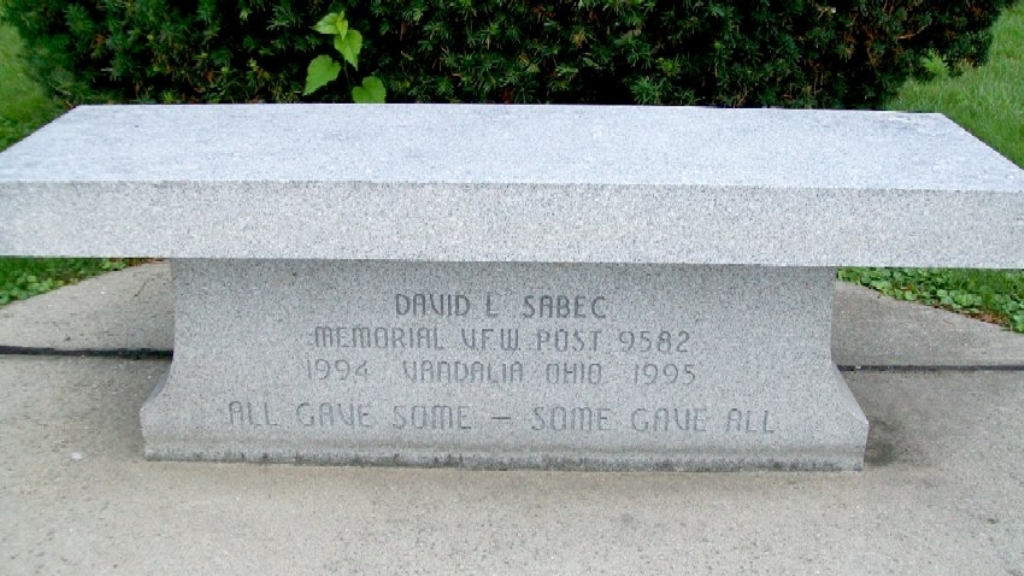 DAVID L SABEC
MEMORIAL V.F.W. POST 9582
1994 VANDALIA OHIO 1995
ALL GAVE SOME — SOME GAVE ALL